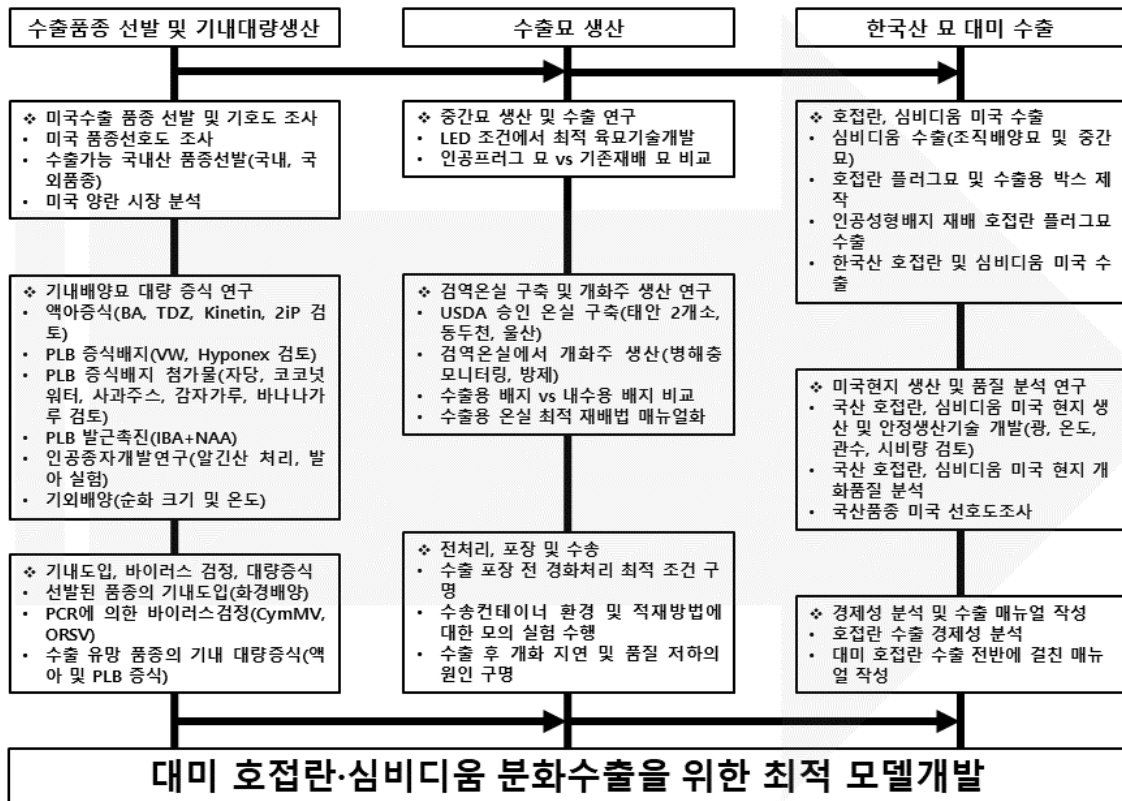 수출품종 선발 및 기내대량생산
❖ 미국수출 품종 선발 및 기호도 조사
• 미국 품종선호도 조사
• 수출가능 국내산 품종선발(국내, 국
외품종)
• 미국 양란 시장 분석
❖ 기내배양묘 대량 증식 연구
• 액아증식(BA, TDZ, Kinetin, 2iP 검
토)
• PLB 증식배지(VW, Hyponex 검토)
• PLB 증식배지 첨가물(자당, 코코넛
워터, 사과주스, 감자가루, 바나나가
루 검토)
• PLB 발근촉진(IBA+NAA)
• 인공종자개발연구(알긴산 처리, 발
아 실험)
• 기외배양(순화 크기 및 온도)
❖ 기내도입, 바이러스 검정, 대량증식
• 선발된 품종의 기내도입(화경배양)
• PCR에 의한 바이러스검정(CymMV,
ORSV)
• 수출 유망 품종의 기내 대량증식(액
아 및 PLB 증식)
수출묘 생산
❖ 중간묘 생산 및 수출 연구
• LED 조건에서 최적 육묘기술개발
• 인공프러그 묘 vs 기존재배 묘 비교
❖ 검역온실 구축 및 개화주 생산 연구
• USDA 승인 온실 구축(태안 2개소,
동두천, 울산)
• 검역온실에서 개화주 생산(병해충
모니터링, 방제)
• 수출용 배지 vs 내수용 배지 비교
• 수출용 온실 최적 재배법 매뉴얼화
❖ 전처리, 포장 및 수송
• 수출 포장 전 경화처리 최적 조건 구
명
• 수송컨테이너 환경 및 적재방법에
대한 모의 실험 수행
• 수출 후 개화 지연 및 품질 저하의
원인 구명
한국산 묘 대미 수출
❖ 호접란, 심비디움 미국 수출
• 심비디움 수출(조직배양묘 및 중간
묘)
• 호접란 플러그묘 및 수출용 박스 제
작
• 인공성형배지 재배 호접란 플러그묘
수출
• 한국산 호접란 및 심비디움 미국 수
출
❖ 미국현지 생산 및 품질 분석 연구
• 국산 호접란, 심비디움 미국 현지 생
산 및 안정생산기술 개발(광, 온도,
관수, 시비량 검토)
• 국산 호접란, 심비디움 미국 현지 개
화품질 분석
• 국산품종 미국 선호도조사
❖ 경제성 분석 및 수출 매뉴얼 작성
• 호접란 수출 경제성 분석
• 대미 호접란 수출 전반에 걸친 매뉴
얼 작성
대미 호접란·심비디움 분화수출을 위한 최적 모델개발